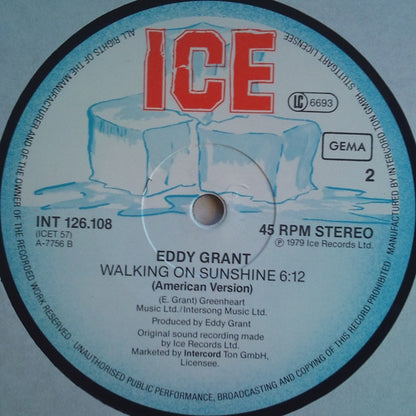 ICE
LC 6693
GEMA
2
INT 126.108
(ICET 57)
A-7756 B
45 RPM STEREO
℗ 1979 Ice Records Ltd.
EDDY GRANT
WALKING ON SUNSHINE 6:12
(American Version)
(E. Grant) Greenheart
Music Ltd./Intersong Music Ltd.
Produced by Eddy Grant
Original sound recording made
by Ice Records Ltd.
Marketed by Intercord Ton GmbH,
Licensee.
MANUFACTURED BY INTERCORD TON GMBH, STUTTGART, LICENSEE.
ALL RIGHTS OF THE MANUFACTURER AND OF THE OWNER OF THE RECORDED WORK RESERVED. UNAUTHORISED PUBLIC PERFORMANCE, BROADCASTING AND COPYING OF THIS RECORD PROHIBITED.